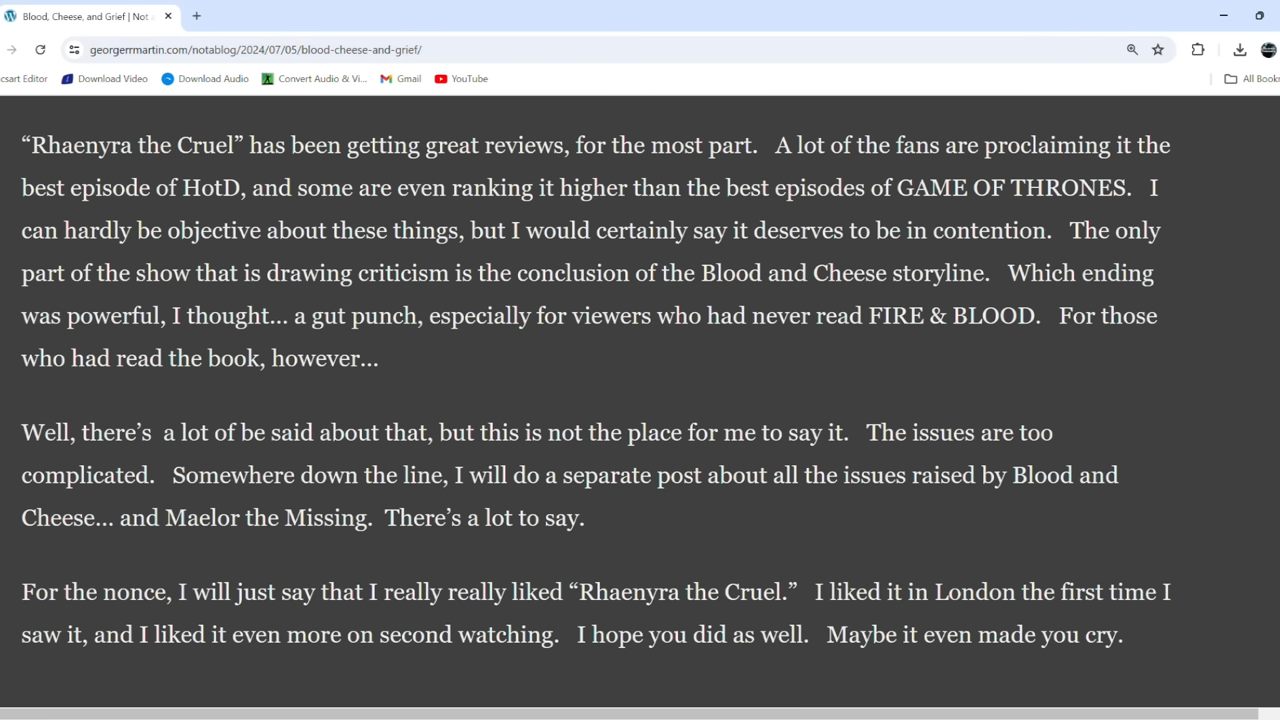 Blood, Cheese, and Grief | Not a
georgerrmartin.com/notablog/2024/07/05/blood-cheese-and-grief/
csart Editor Download Video Download Audio Convert Audio & Vi... Gmail YouTube All Book
“Rhaenyra the Cruel” has been getting great reviews, for the most part. A lot of the fans are proclaiming it the
best episode of HotD, and some are even ranking it higher than the best episodes of GAME OF THRONES. I
can hardly be objective about these things, but I would certainly say it deserves to be in contention. The only
part of the show that is drawing criticism is the conclusion of the Blood and Cheese storyline. Which ending
was powerful, I thought... a gut punch, especially for viewers who had never read FIRE & BLOOD. For those
who had read the book, however...
Well, there’s a lot of be said about that, but this is not the place for me to say it. The issues are too
complicated. Somewhere down the line, I will do a separate post about all the issues raised by Blood and
Cheese... and Maelor the Missing. There’s a lot to say.
For the nonce, I will just say that I really really liked “Rhaenyra the Cruel.” I liked it in London the first time I
saw it, and I liked it even more on second watching. I hope you did as well. Maybe it even made you cry.